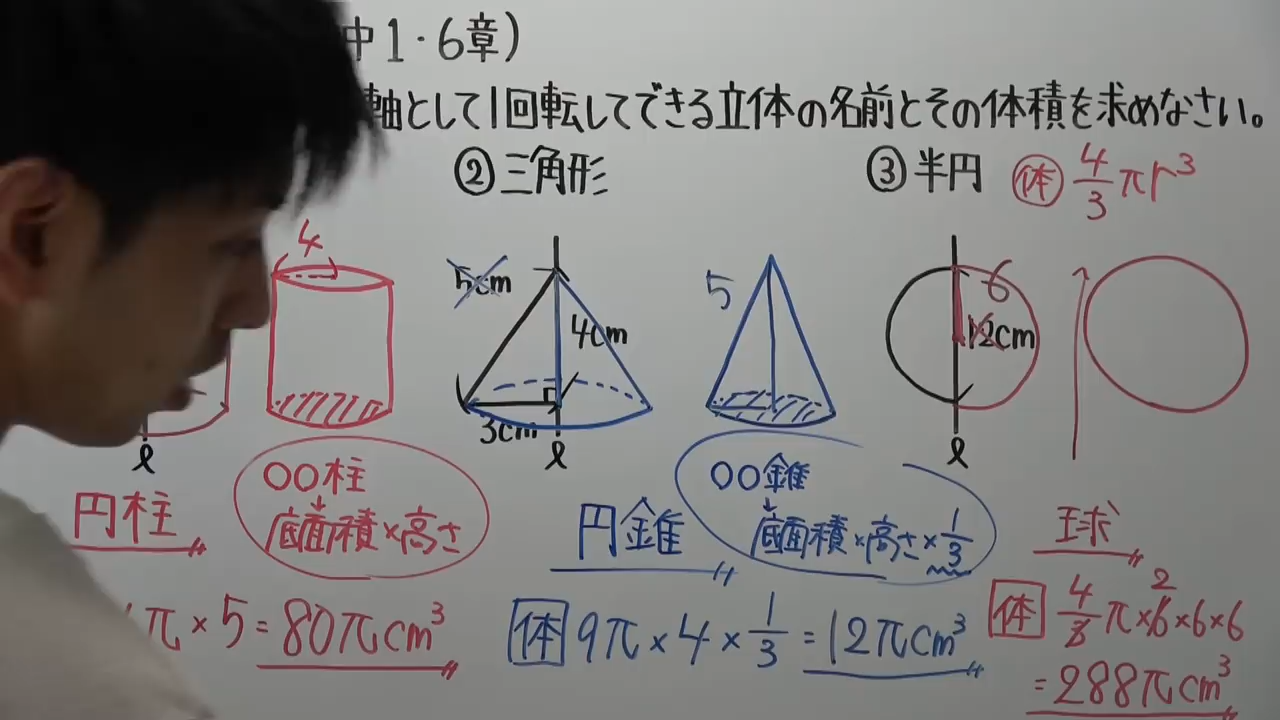 中1・6章)
軸として1回転してできる立体の名前とその体積を求めなさい。
②三角形
③半円
体 4/3 πr³
4
5cm
4cm
3cm
ℓ
5
6
12cm
ℓ
ℓ
円柱
○○柱
↓
底面積×高さ
円錐
○○錐
↓
底面積×高さ×1/3
球
π×5=80πcm³
体 9π×4×1/3=12πcm³
体 4/3 π×6×6×6
2
=288πcm³